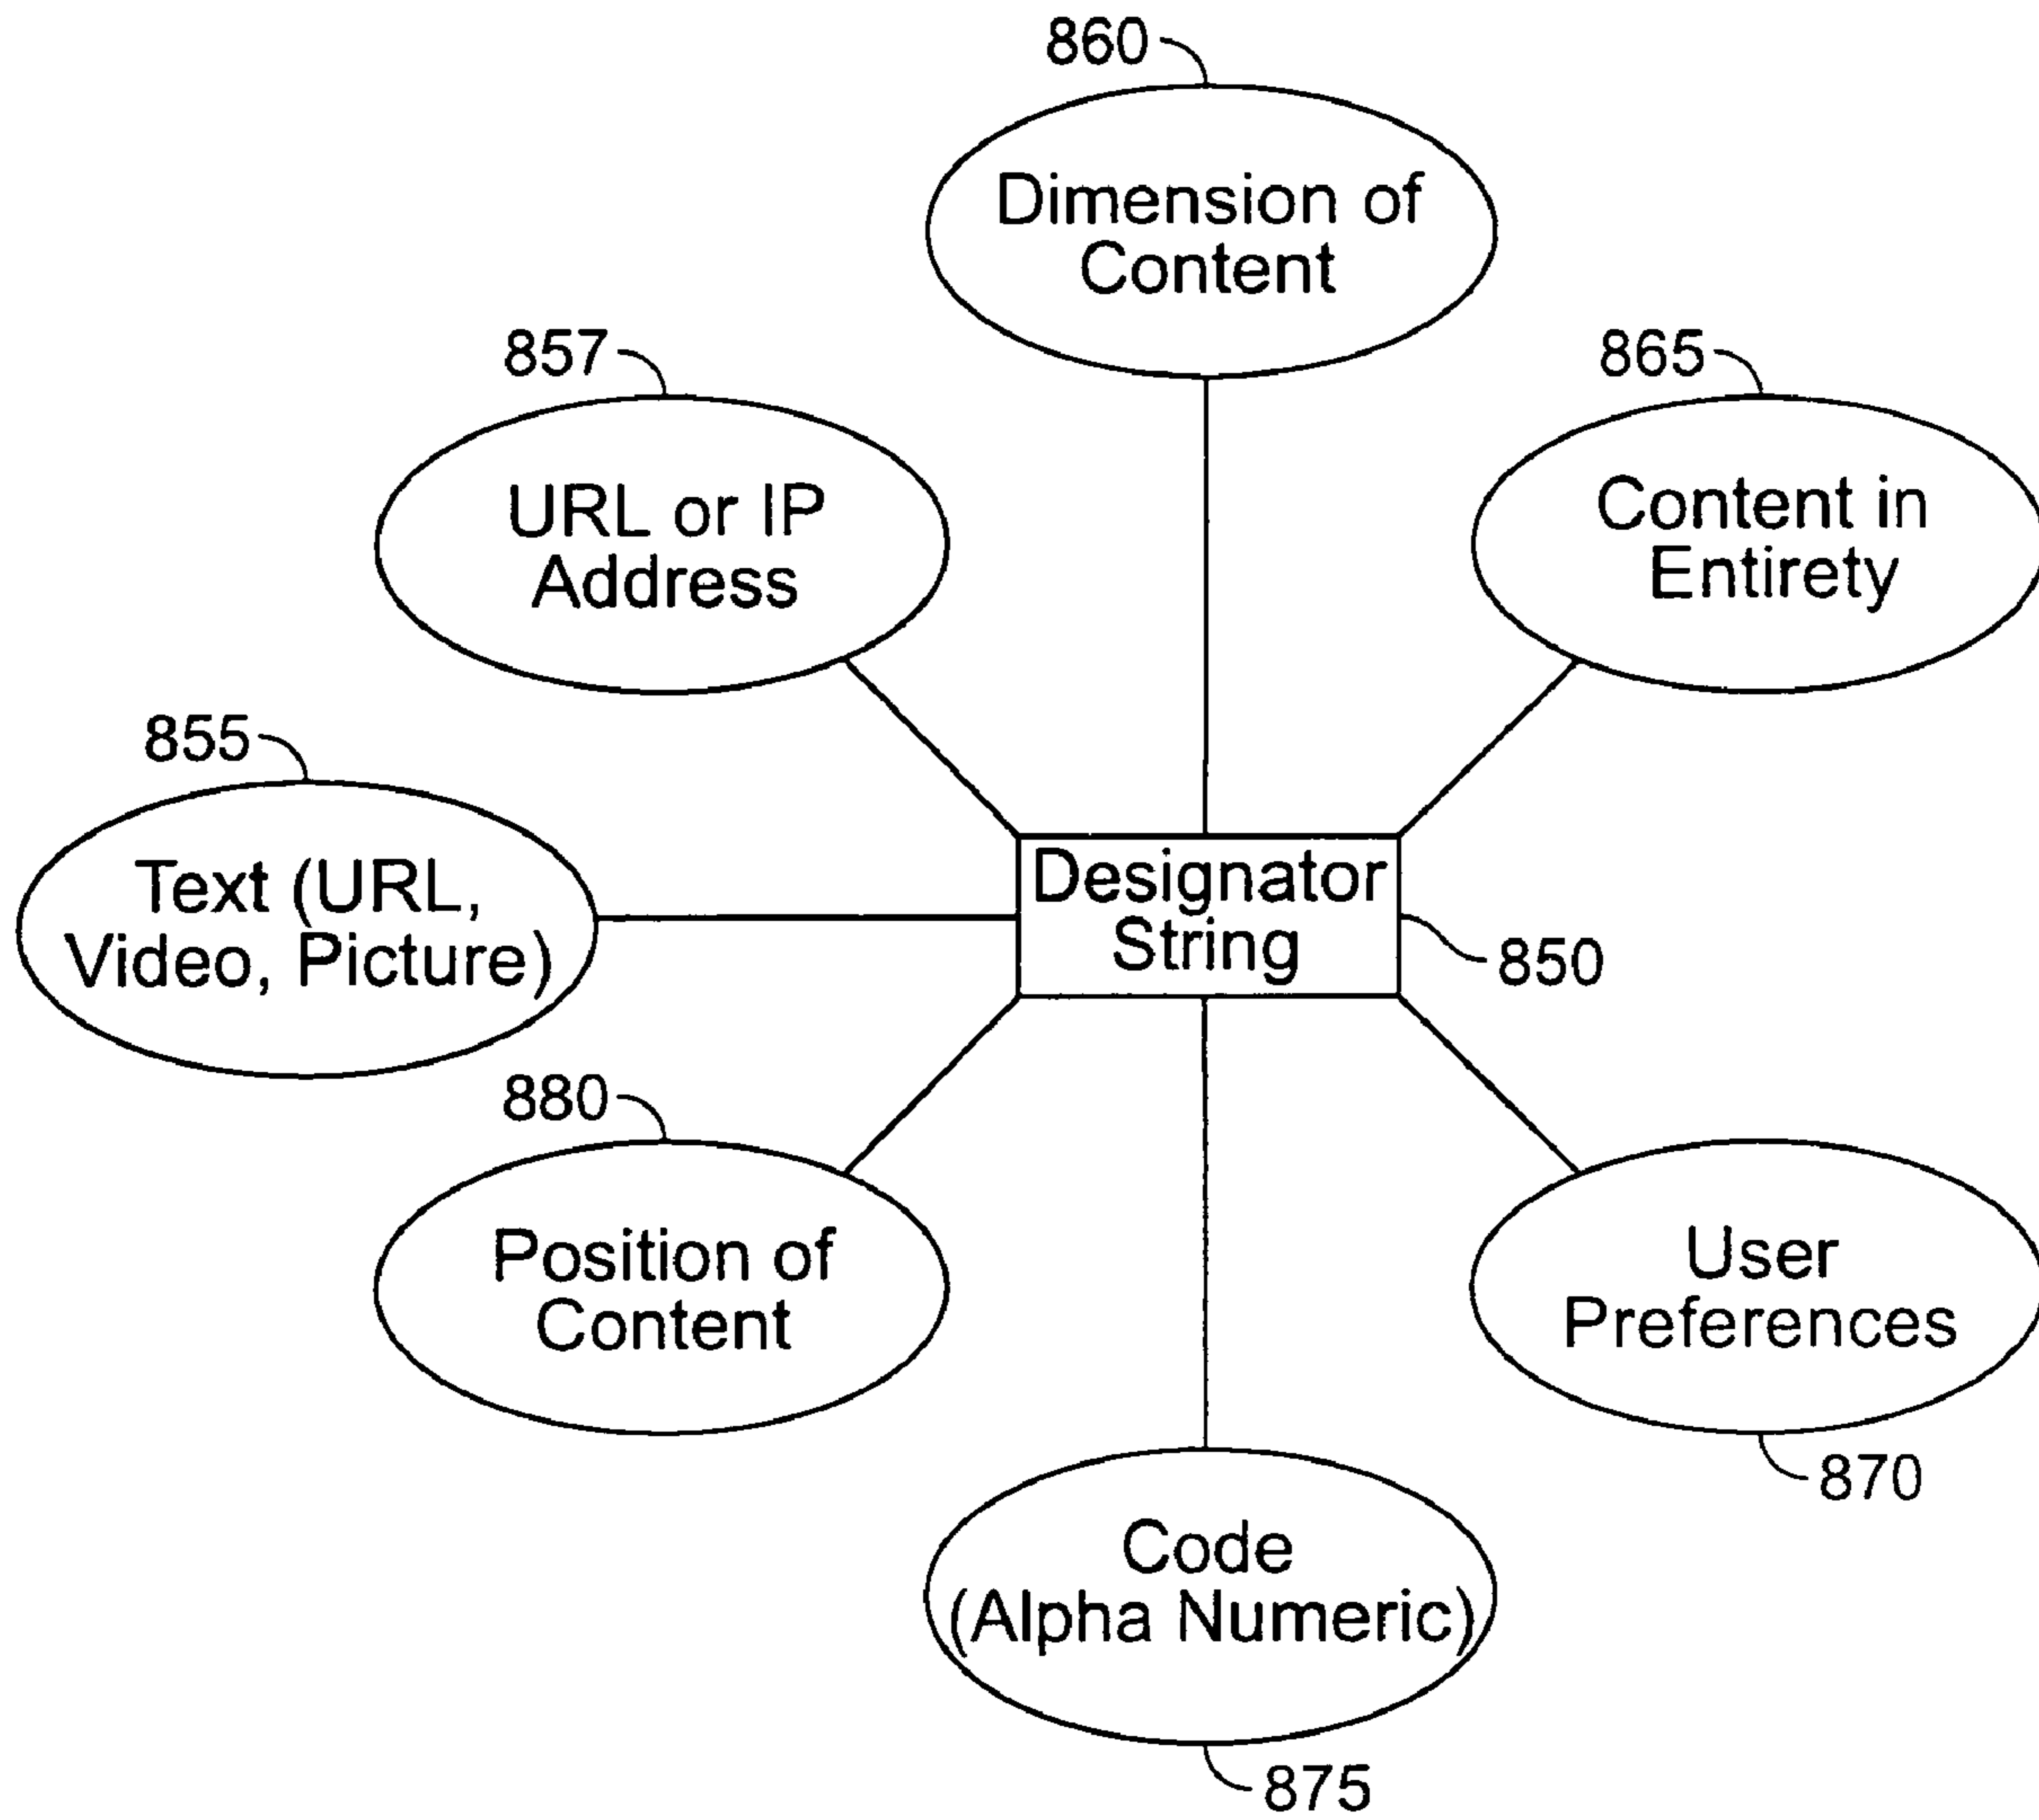 860
Dimension of
Content
857
865
URL or IP
Address
Content in
Entirety
855
Text (URL,
Video, Picture)
Designator
String
850
880
Position of
Content
User
Preferences
870
Code
(Alpha Numeric)
875